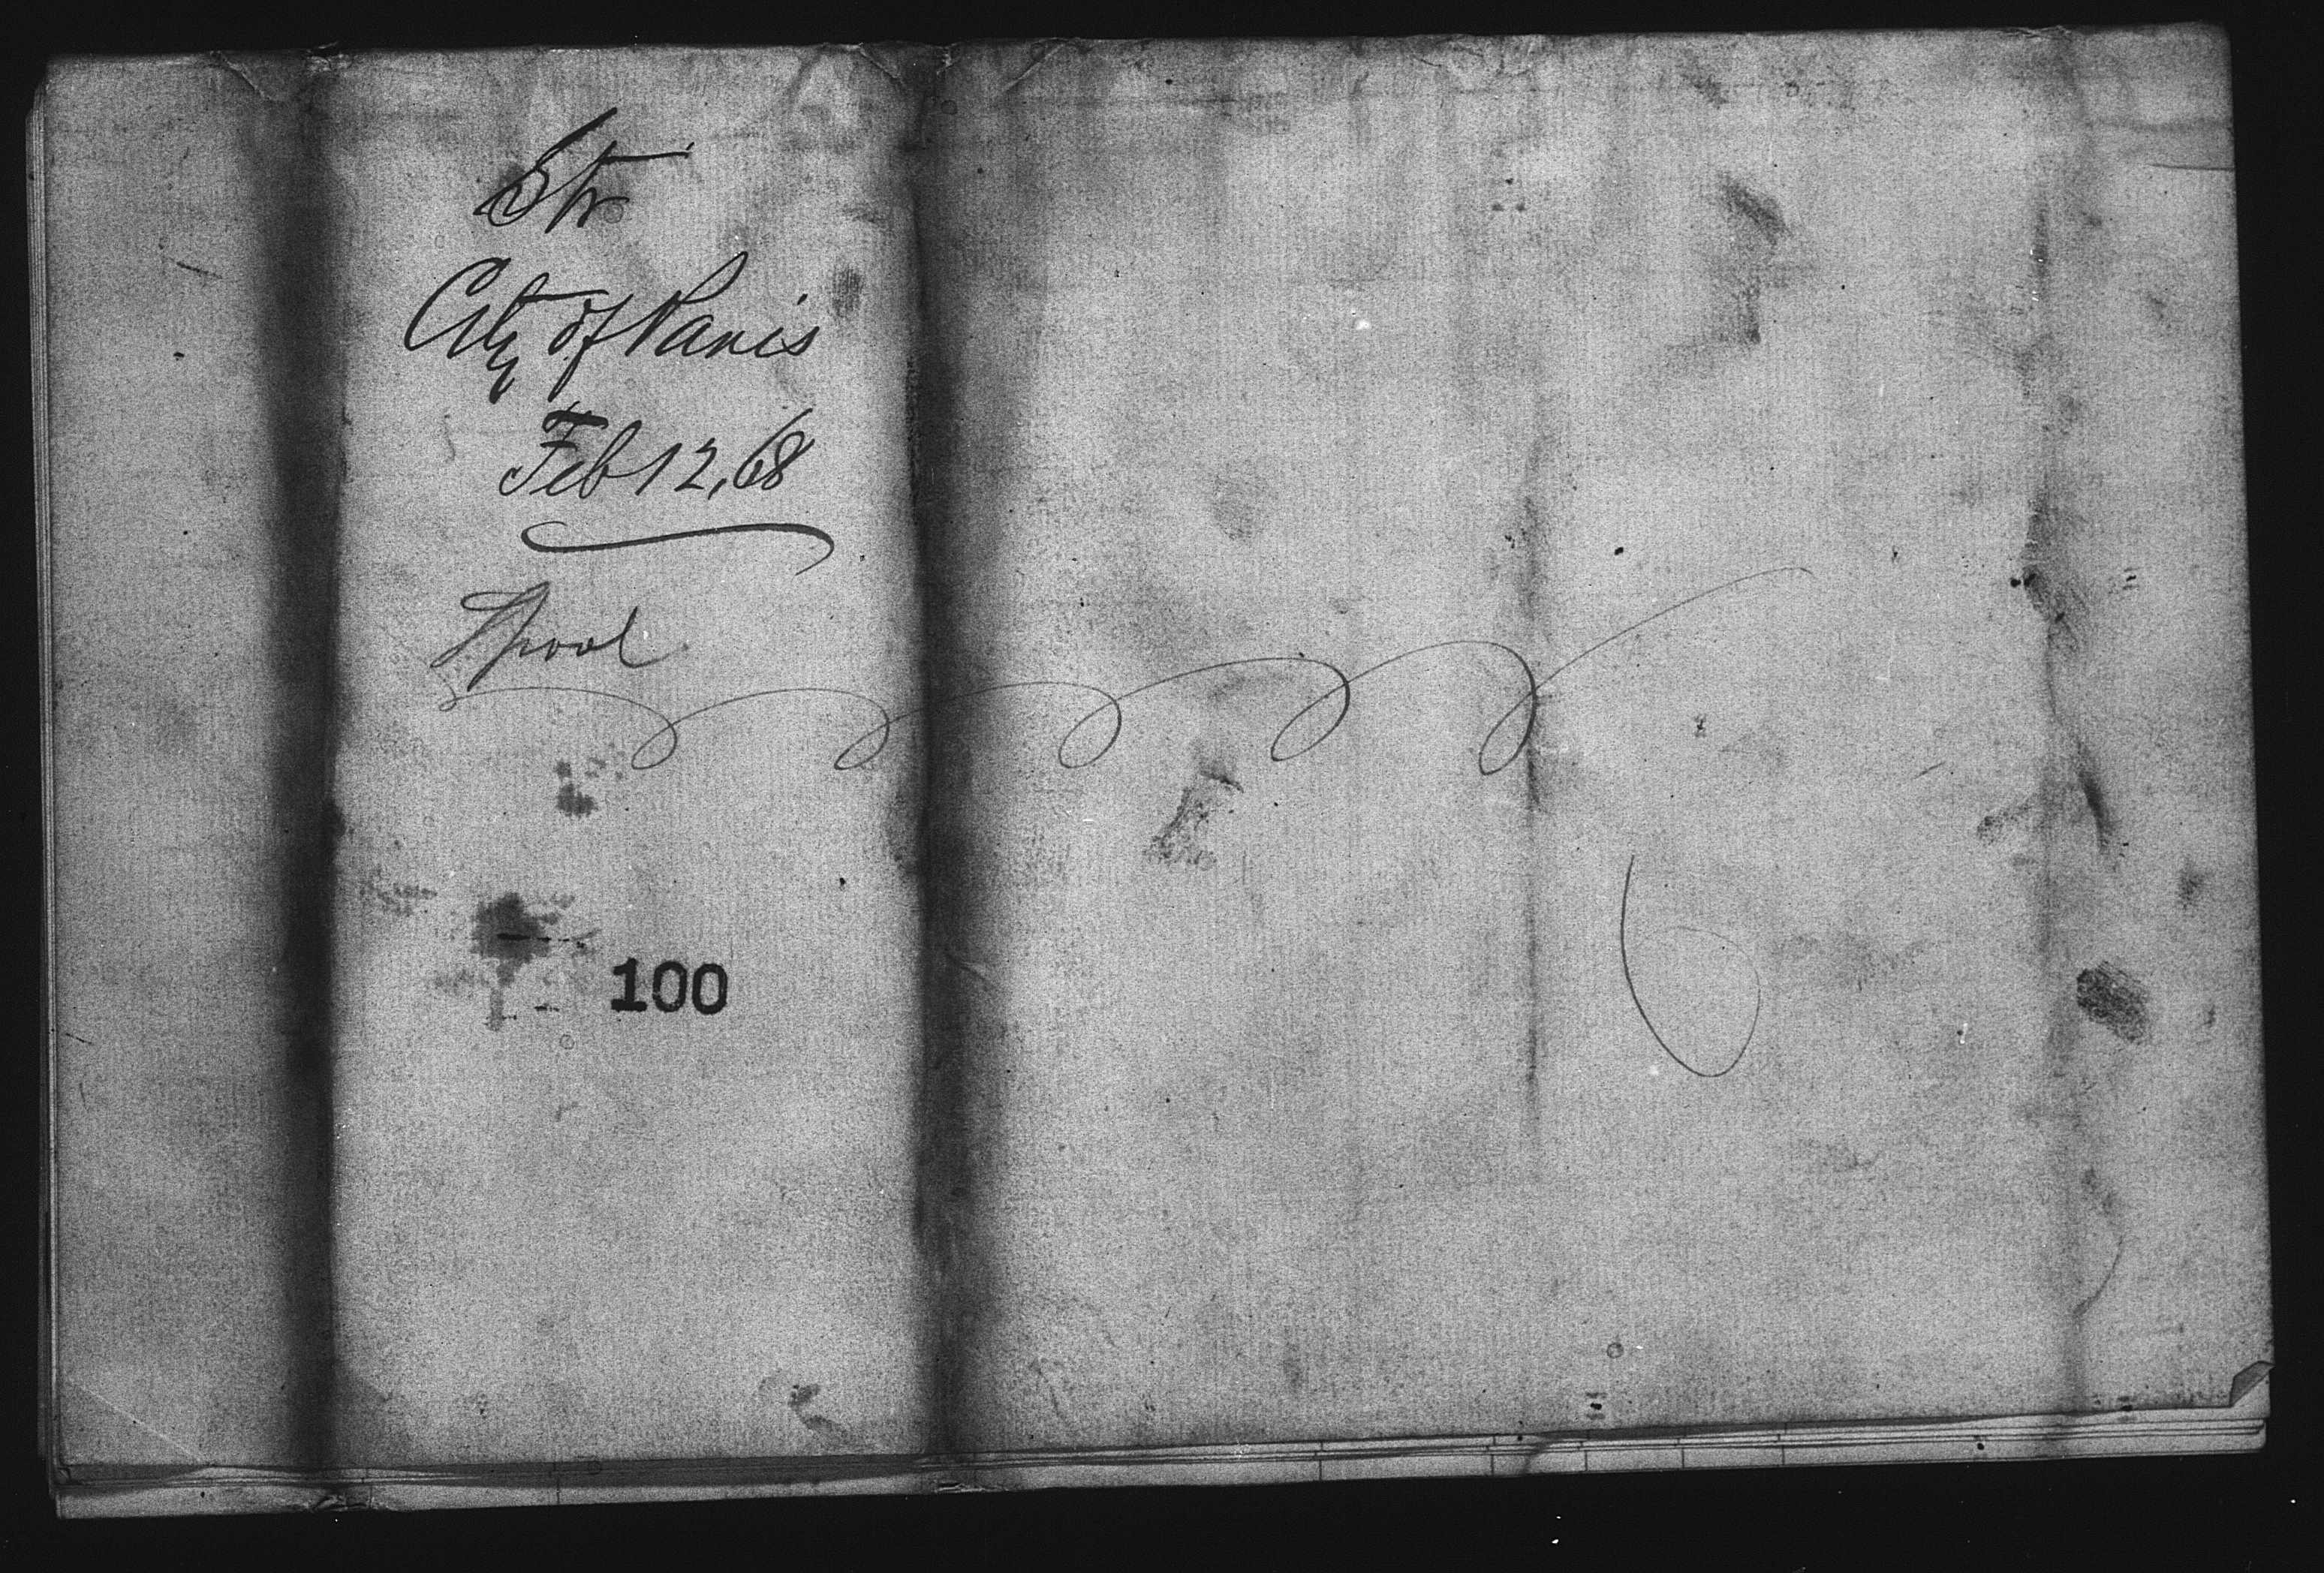 Str
City of Paris
Feb 12, 68
Lpool
100